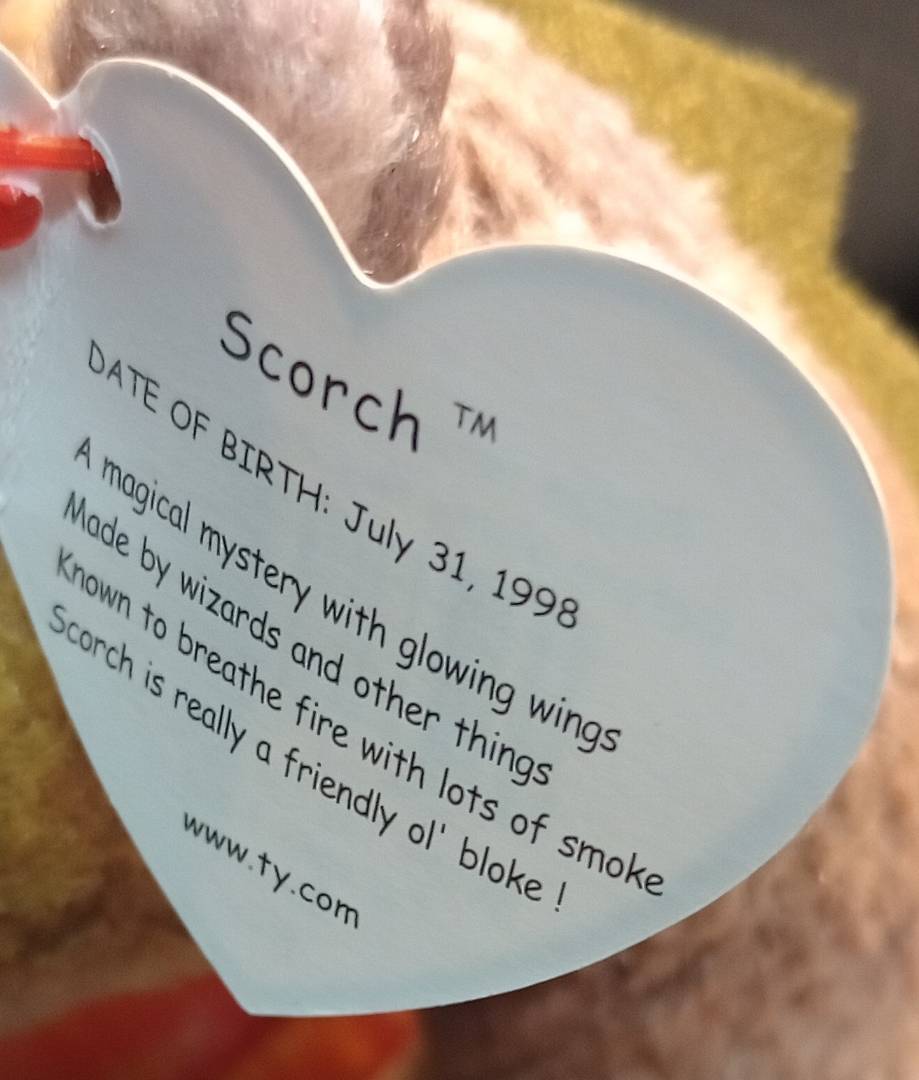 Scorch ™
DATE OF BIRTH: July 31, 1998
A magical mystery with glowing wings
Made by wizards and other things
Known to breathe fire with lots of smoke
Scorch is really a friendly ol' bloke !
www.ty.com